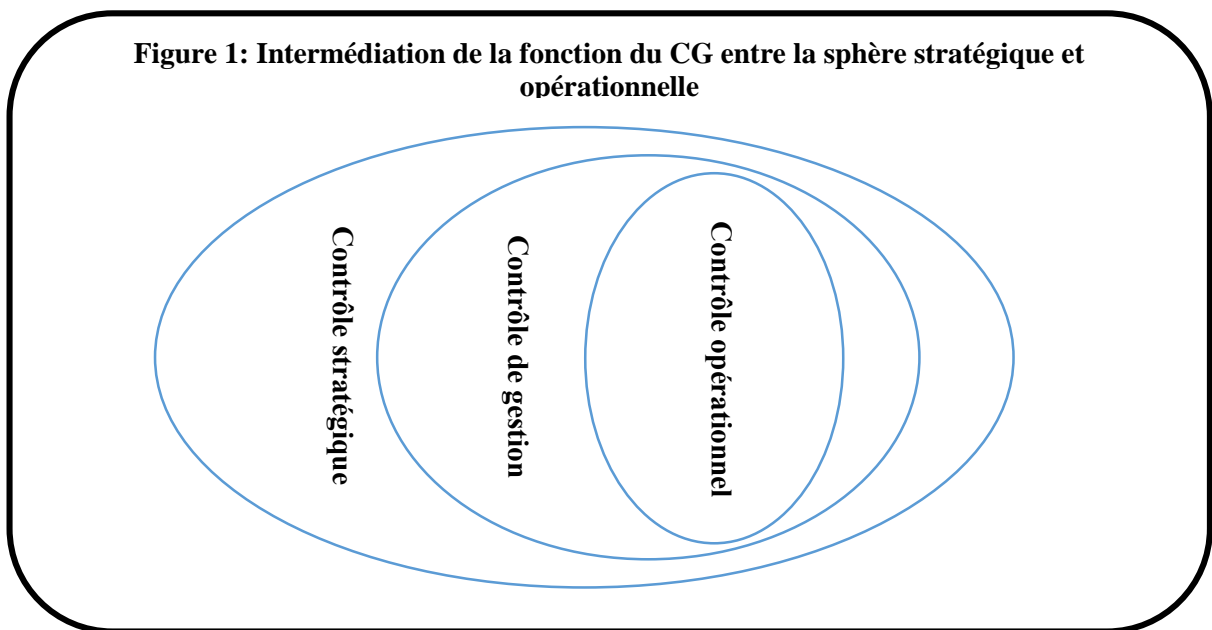 Figure 1: Intermédiation de la fonction du CG entre la sphère stratégique et
opérationnelle
Contrôle stratégique
Contrôle de gestion
Contrôle opérationnel